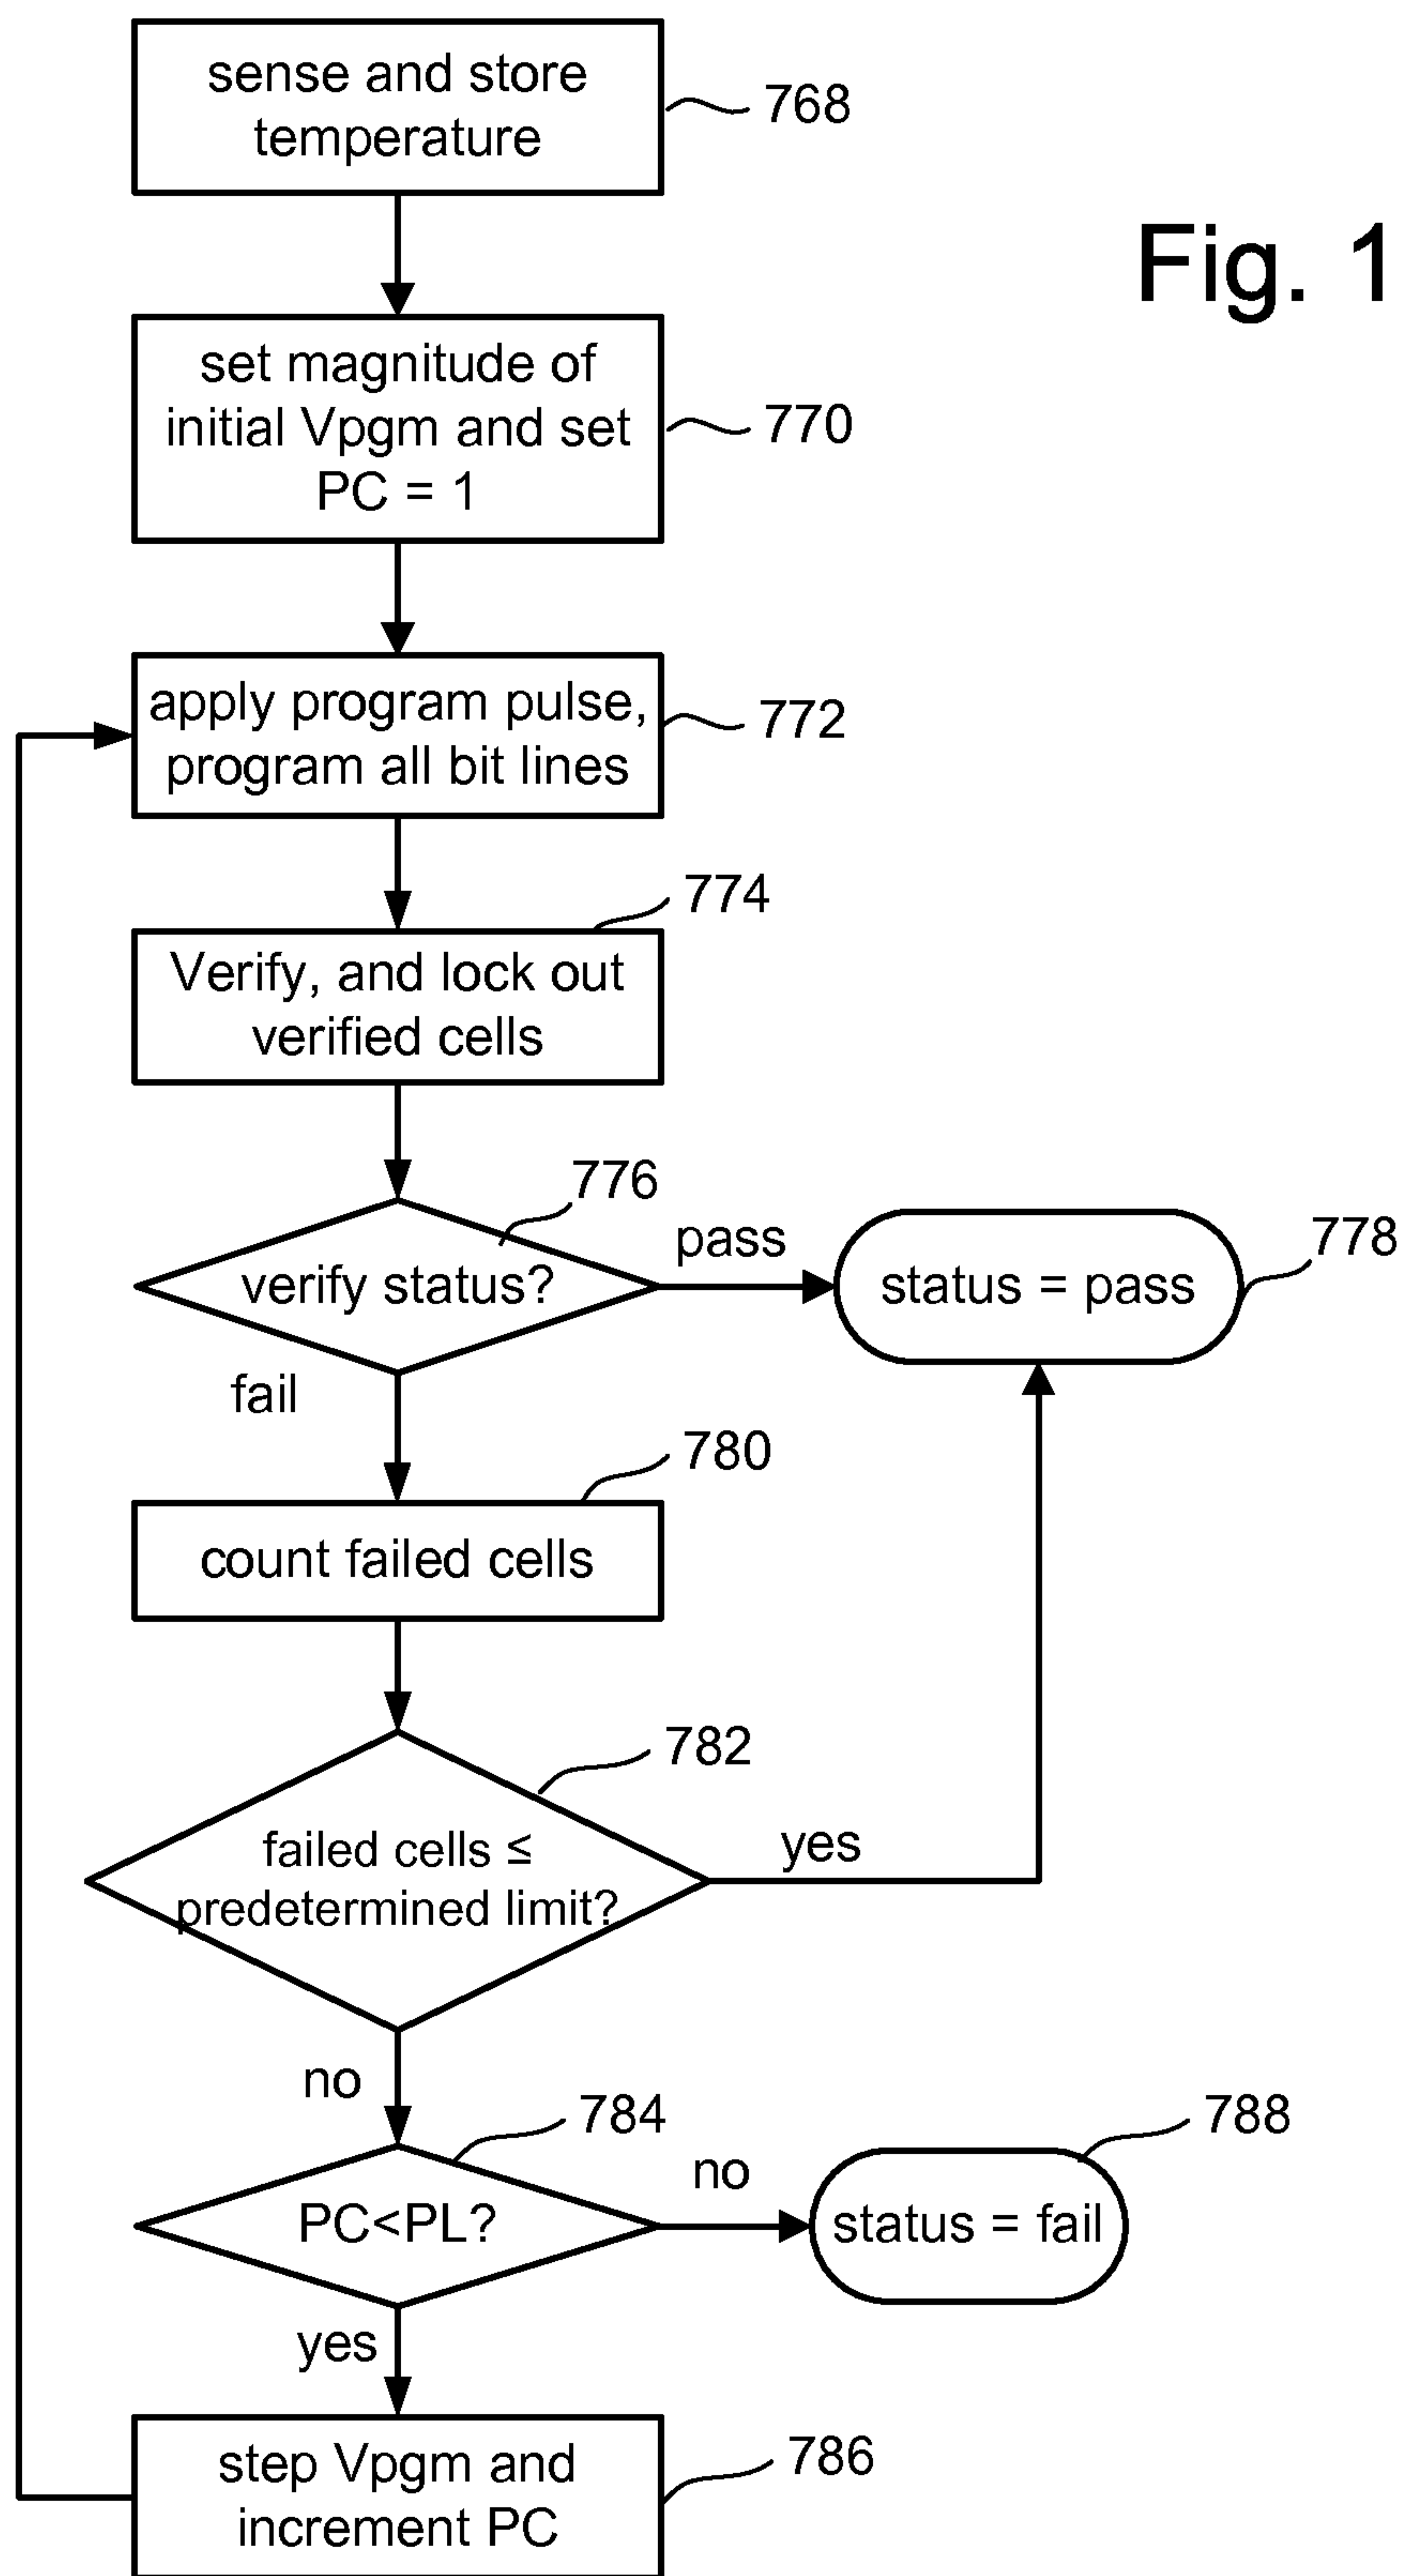 sense and store
temperature
768
Fig. 1
set magnitude of
initial Vpgm and set
PC = 1
770
apply program pulse,
program all bit lines
772
774
Verify, and lock out
verified cells
776
verify status?
pass
status = pass
778
fail
780
count failed cells
782
failed cells ≤
predetermined limit?
yes
no
784
PC<PL?
no
788
status = fail
yes
step Vpgm and
increment PC
786